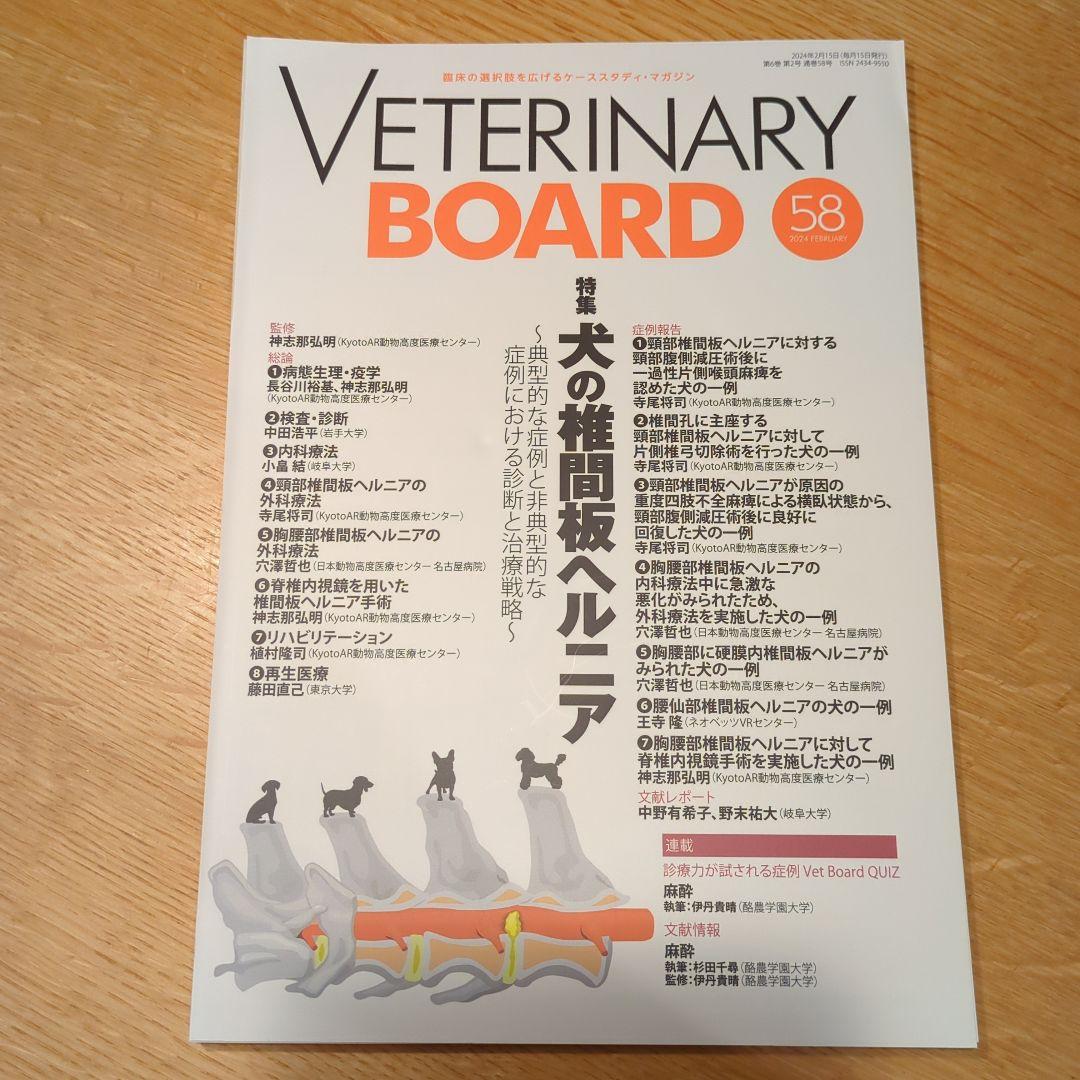 2024年2月15日(毎月15日発行)
第6巻 第2号 通巻58号 ISSN 2434-9550
臨床の選択肢を広げるケーススタディ・マガジン
VETERINARY
BOARD
58
2024 FEBRUARY
特集
犬の椎間板ヘルニア
〜典型的な症例と非典型的な
症例における診断と治療戦略〜
監修
神志那弘明(KyotoAR動物高度医療センター)
総論
❶病態生理・疫学
長谷川裕基、神志那弘明
(KyotoAR動物高度医療センター)
❷検査・診断
中田浩平(岩手大学)
❸内科療法
小畠 結(岐阜大学)
❹頸部椎間板ヘルニアの
外科療法
寺尾将司(KyotoAR動物高度医療センター)
❺胸腰部椎間板ヘルニアの
外科療法
穴澤哲也(日本動物高度医療センター 名古屋病院)
❻脊椎内視鏡を用いた
椎間板ヘルニア手術
神志那弘明(KyotoAR動物高度医療センター)
❼リハビリテーション
植村隆司(KyotoAR動物高度医療センター)
❽再生医療
藤田直己(東京大学)
症例報告
❶頸部椎間板ヘルニアに対する
頸部腹側減圧術後に
一過性片側喉頭麻痺を
認めた犬の一例
寺尾将司(KyotoAR動物高度医療センター)
❷椎間孔に主座する
頸部椎間板ヘルニアに対して
片側椎弓切除術を行った犬の一例
寺尾将司(KyotoAR動物高度医療センター)
❸頸部椎間板ヘルニアが原因の
重度四肢不全麻痺による横臥状態から、
頸部腹側減圧術後に良好に
回復した犬の一例
寺尾将司(KyotoAR動物高度医療センター)
❹胸腰部椎間板ヘルニアの
内科療法中に急激な
悪化がみられたため、
外科療法を実施した犬の一例
穴澤哲也(日本動物高度医療センター 名古屋病院)
❺胸腰部に硬膜内椎間板ヘルニアが
みられた犬の一例
穴澤哲也(日本動物高度医療センター 名古屋病院)
❻腰仙部椎間板ヘルニアの犬の一例
王寺 隆(ネオベッツVRセンター)
❼胸腰部椎間板ヘルニアに対して
脊椎内視鏡手術を実施した犬の一例
神志那弘明(KyotoAR動物高度医療センター)
文献レポート
中野有希子、野末祐大(岐阜大学)
連載
診療力が試される症例 Vet Board QUIZ
麻酔
執筆:伊丹貴晴(酪農学園大学)
文献情報
麻酔
執筆:杉田千尋(酪農学園大学)
監修:伊丹貴晴(酪農学園大学)